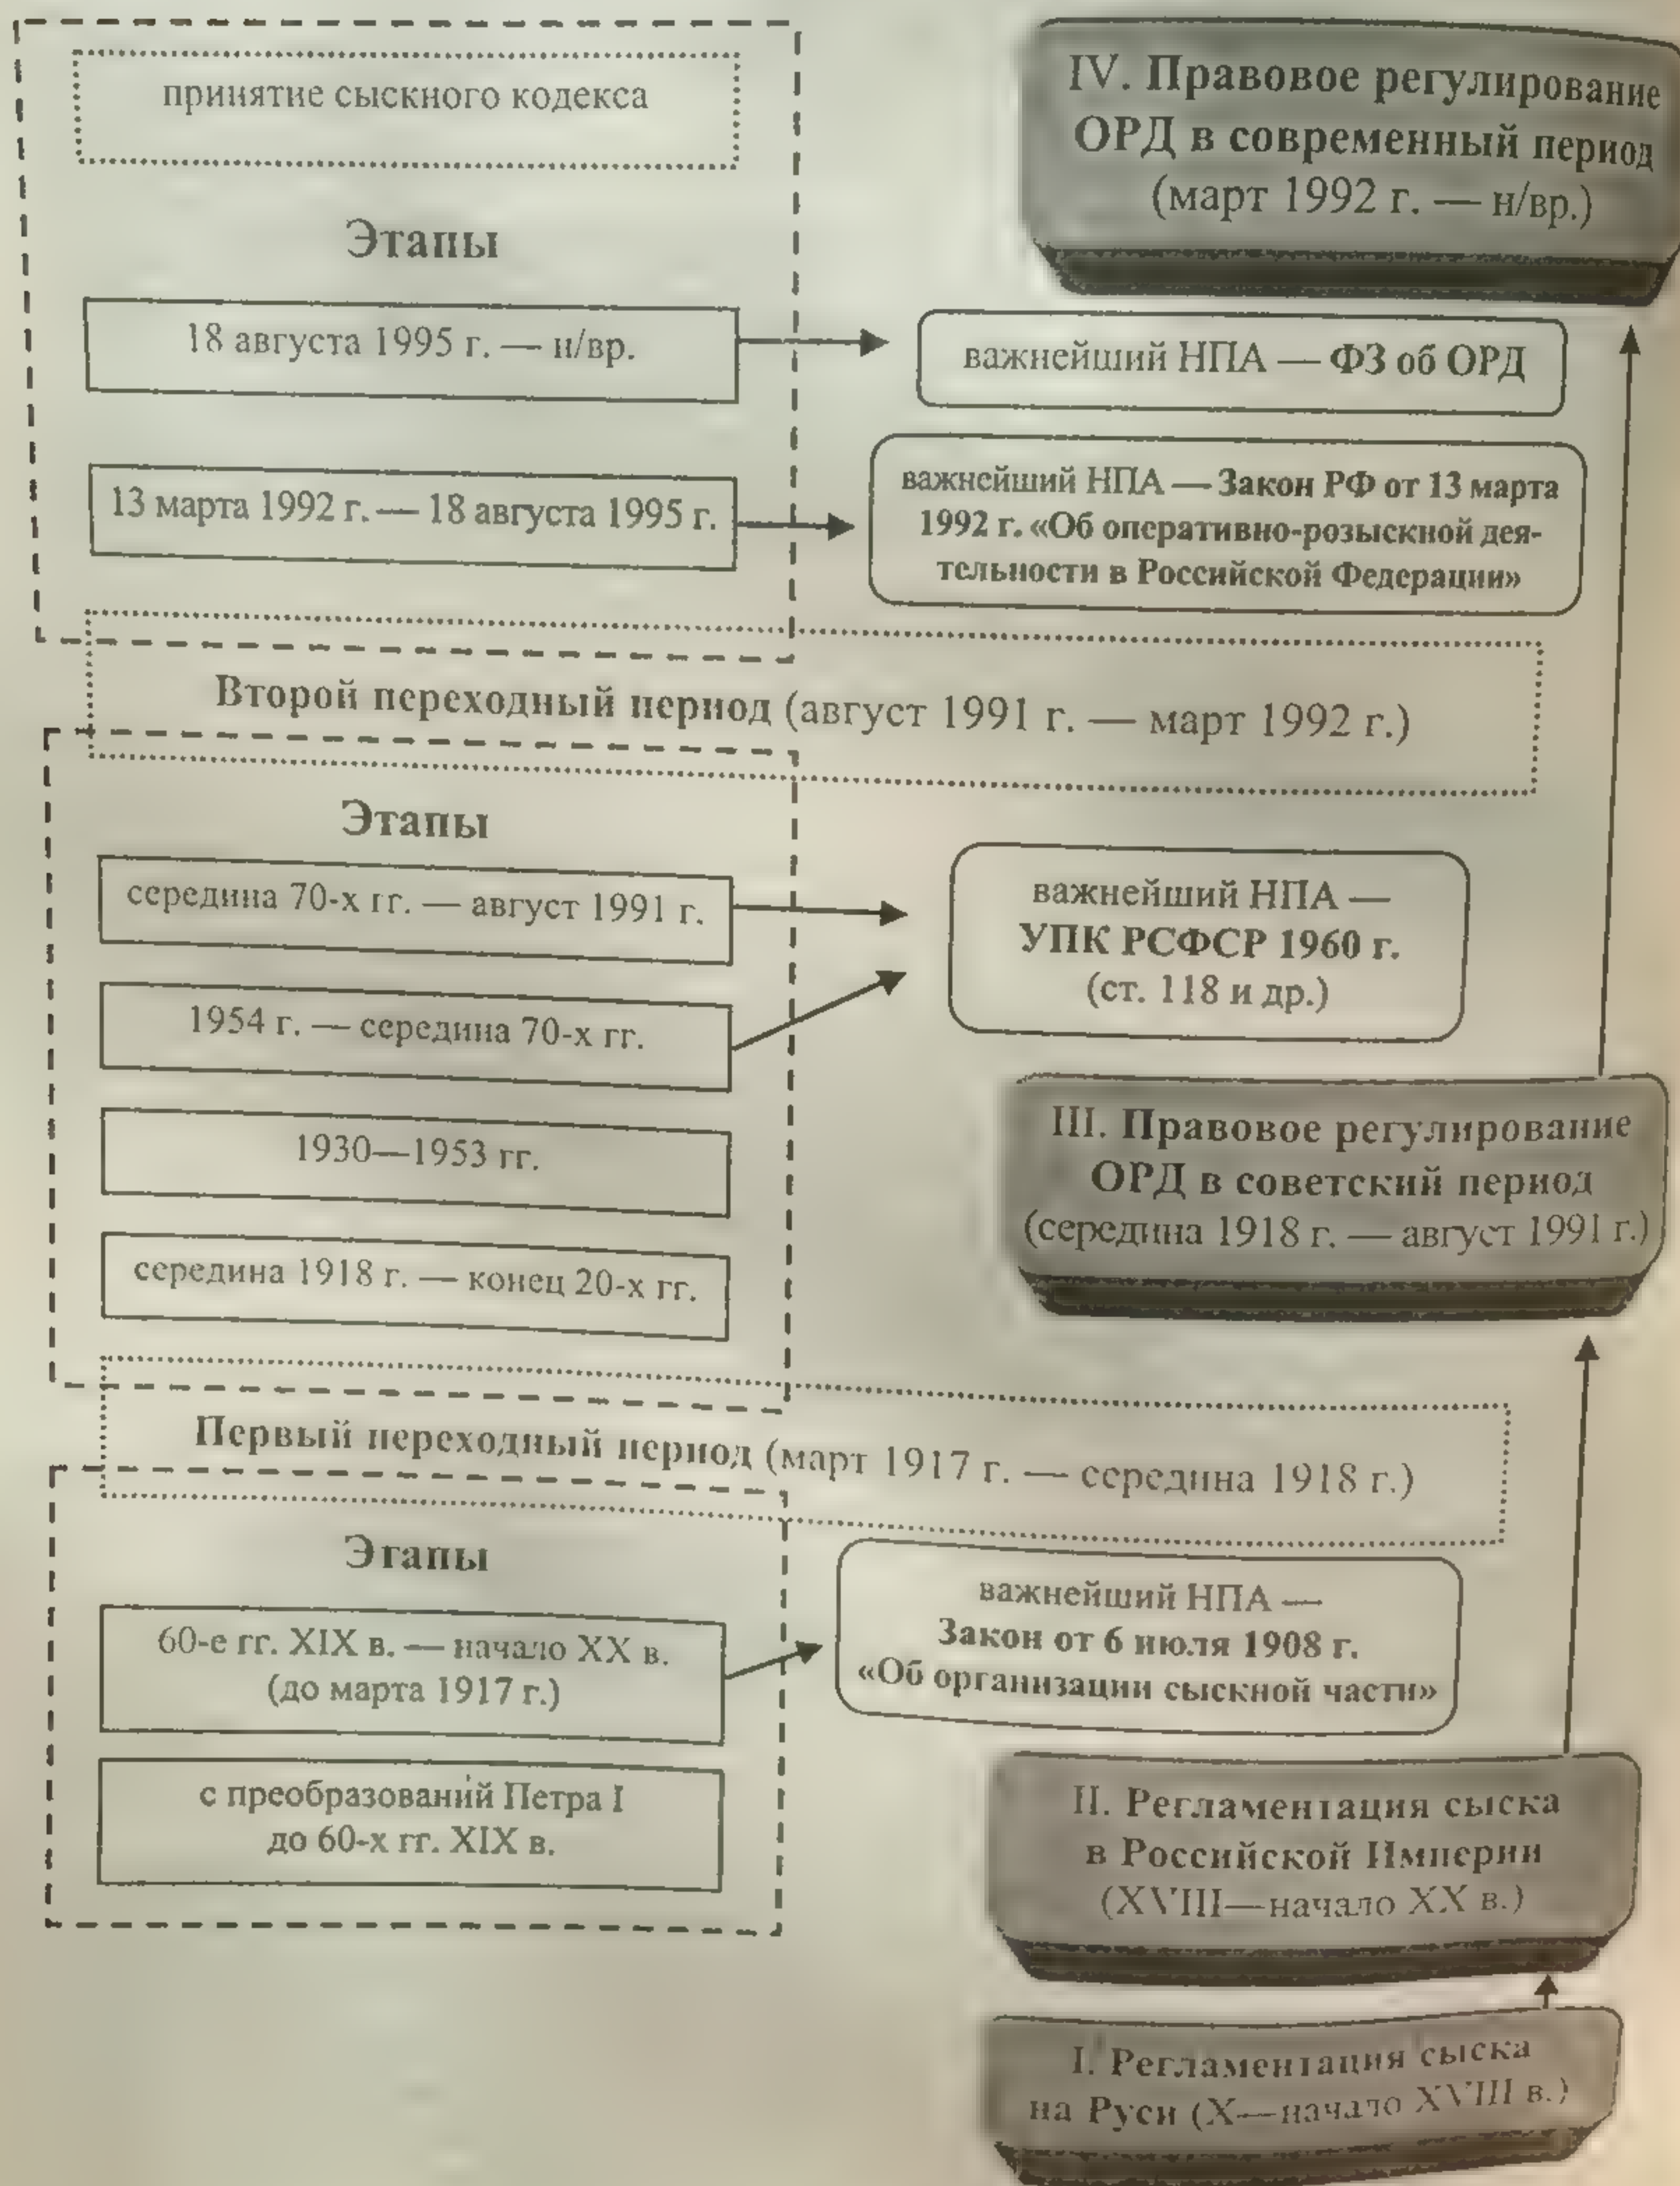 принятие сыскного кодекса
IV. Правовое регулирование
ОРД в современный период
(март 1992 г. — н/вр.)
Этапы
18 августа 1995 г. — н/вр.
важнейший НПА — ФЗ об ОРД
13 марта 1992 г. — 18 августа 1995 г.
важнейший НПА — Закон РФ от 13 марта
1992 г. «Об оперативно-розыскной дея-
тельности в Российской Федерации»
Второй переходный период (август 1991 г. — март 1992 г.)
Этапы
середина 70-х гг. — август 1991 г.
1954 г. — середина 70-х гг.
1930—1953 гг.
середина 1918 г. — конец 20-х гг.
важнейший НПА —
УПК РСФСР 1960 г.
(ст. 118 и др.)
III. Правовое регулирование
ОРД в советский период
(середина 1918 г. — август 1991 г.)
Первый переходный период (март 1917 г. — середина 1918 г.)
Этапы
60-е гг. XIX в. — начало XX в.
(до марта 1917 г.)
с преобразований Петра I
до 60-х гг. XIX в.
важнейший НПА —
Закон от 6 июля 1908 г.
«Об организации сыскной части»
II. Регламентация сыска
в Российской Империи
(XVIII—начало XX в.)
I. Регламентация сыска
на Руси (X—начало XVIII в.)